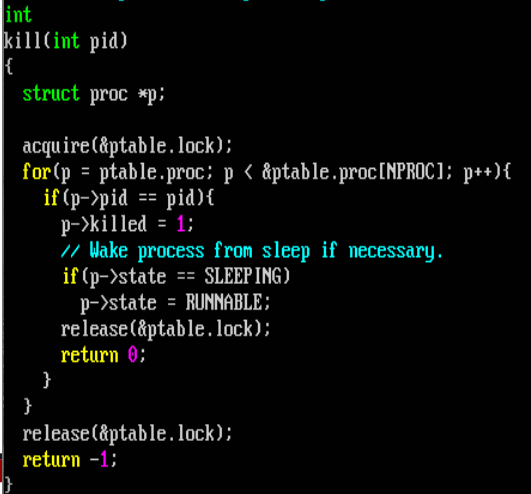 int
kill(int pid)
{
  struct proc *p;

  acquire(&ptable.lock);
  for(p = ptable.proc; p < &ptable.proc[NPROC]; p++){
    if(p->pid == pid){
      p->killed = 1;
      // Wake process from sleep if necessary.
      if(p->state == SLEEPING)
        p->state = RUNNABLE;
      release(&ptable.lock);
      return 0;
    }
  }
  release(&ptable.lock);
  return -1;
}